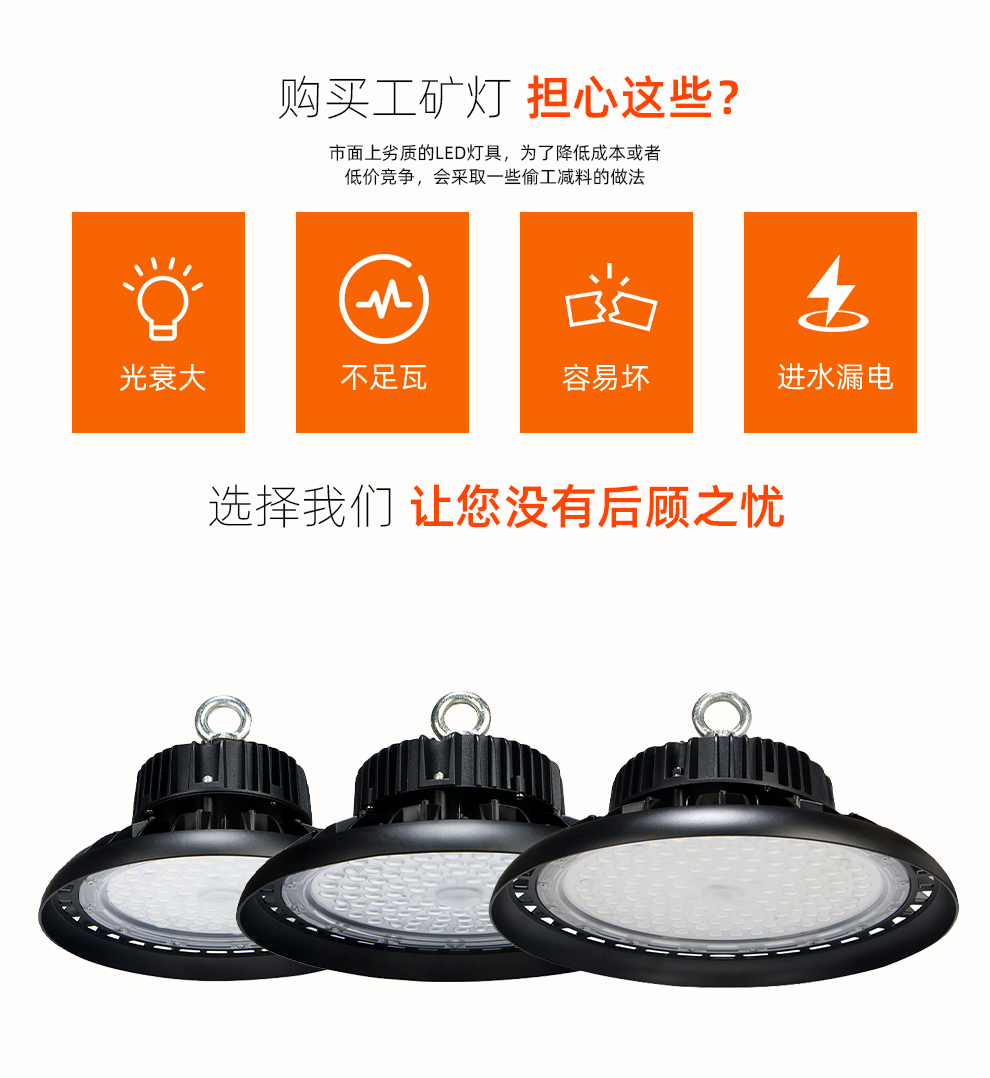 购买工矿灯 担心这些?
市面上劣质的LED灯具，为了降低成本或者
低价竞争，会采取一些偷工减料的做法
光衰大
不足瓦
容易坏
进水漏电
选择我们 让您没有后顾之忧